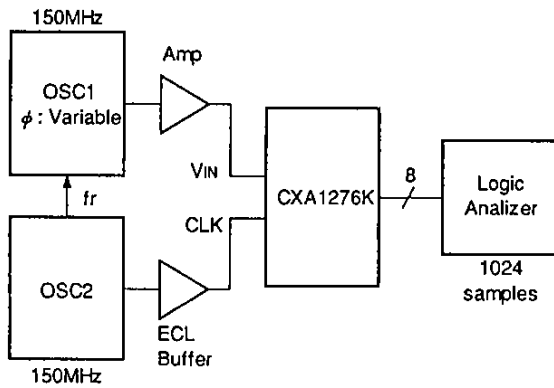 150MHz
OSC1
φ : Variable
Amp
fr
OSC2
150MHz
VIN
CLK
ECL
Buffer
CXA1276K
8
Logic
Analizer
1024
samples